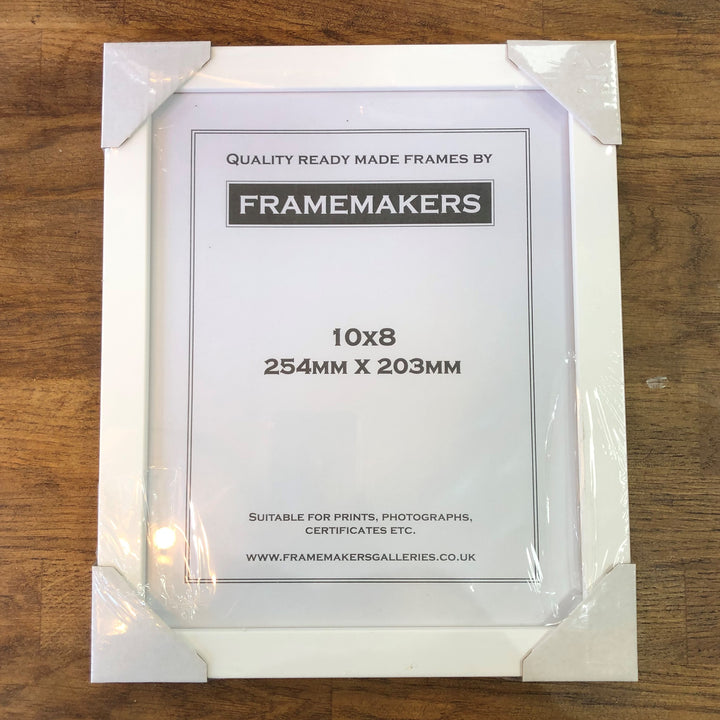 Quality ready made frames by
FRAMEMAKERS
10x8
254mm x 203mm
Suitable for prints, photographs,
certificates etc.
www.framemakersgalleries.co.uk